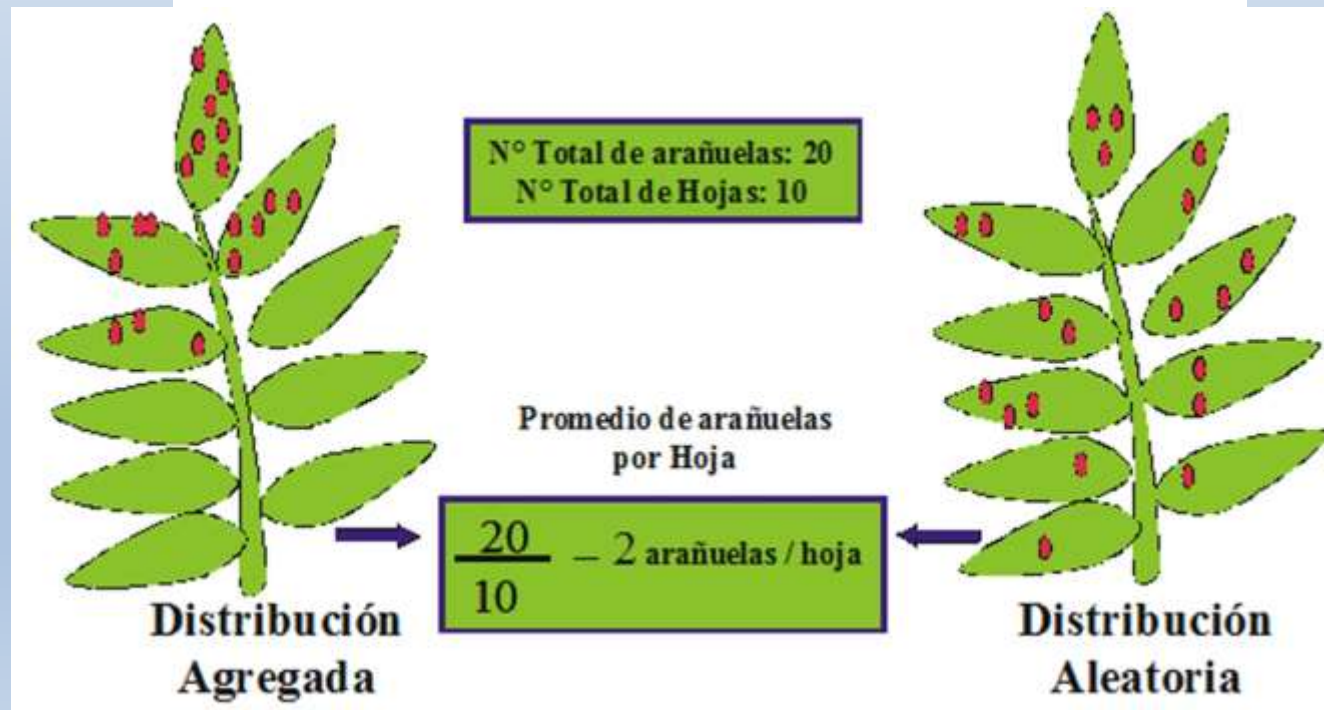 N° Total de arañuelas: 20
N° Total de Hojas: 10
Promedio de arañuelas
por Hoja
20
10
– 2 arañuelas / hoja
Distribución
Agregada
Distribución
Aleatoria